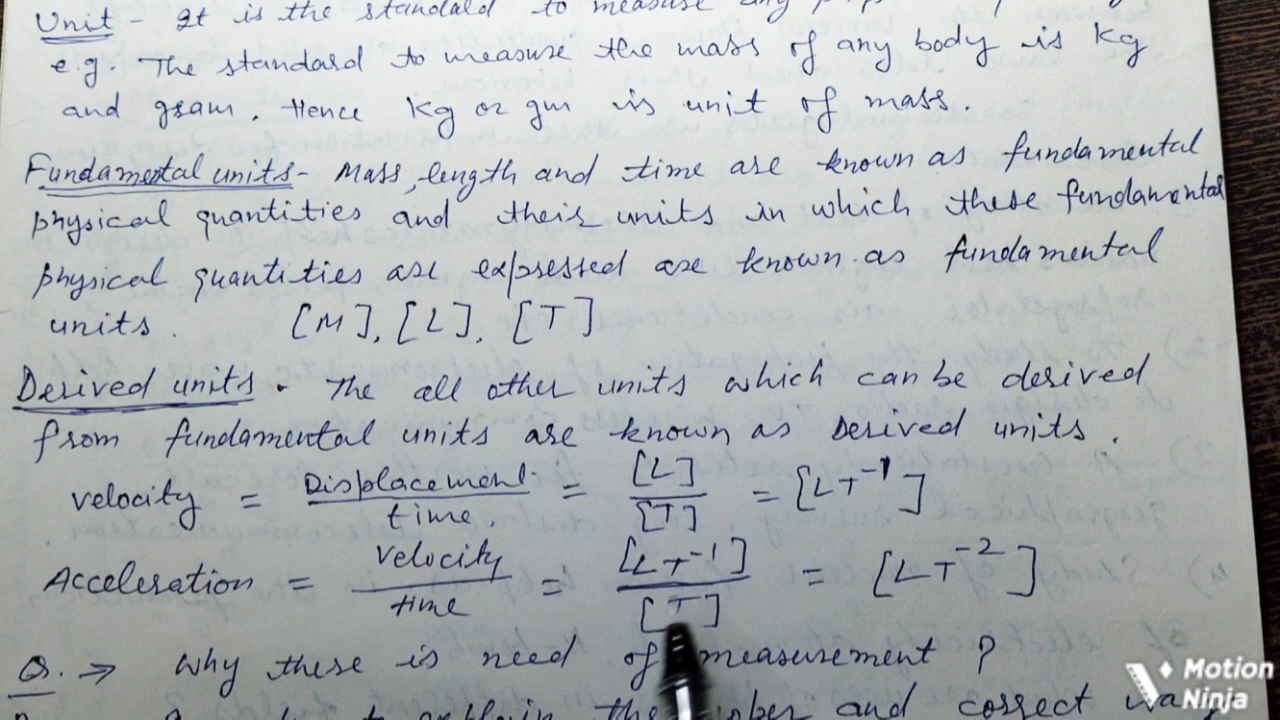 Unit - It is the standard to measure any
e.g. The standard to measure the mass of any body is Kg
and gram. Hence Kg or gm is unit of mass.
Fundamental units - Mass, length and time are known as fundamental
physical quantities and their units in which these fundamental
physical quantities are expressed are known as fundamental
units. [M], [L], [T]
Derived units - The all other units which can be derived
from fundamental units are known as Derived units.
velocity = Displacement / time. = [L] / [T] = [LT⁻¹]
Acceleration = velocity / time = [LT⁻¹] / [T] = [LT⁻²]
Q. → Why there is need of measurement ?
explain the and correct
Motion
Ninja